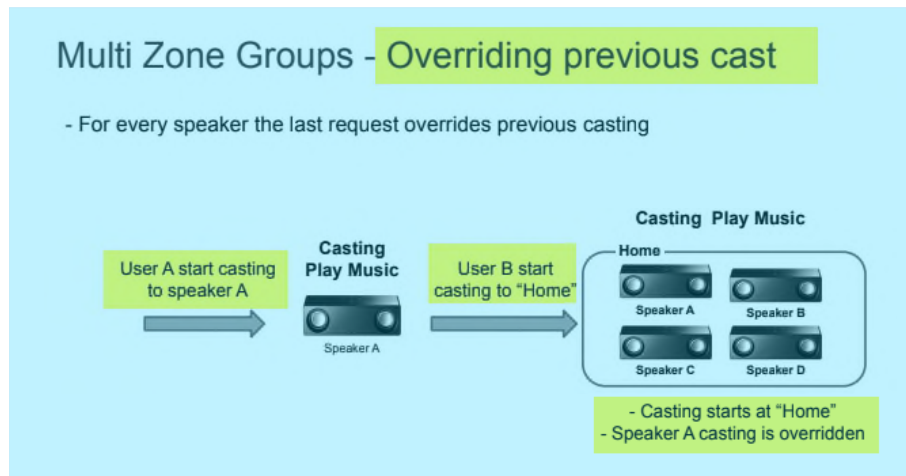 Multi Zone Groups - Overriding previous cast
- For every speaker the last request overrides previous casting
User A start casting
to speaker A
Casting
Play Music
Speaker A
User B start
casting to “Home”
Casting Play Music
Home
Speaker A
Speaker B
Speaker C
Speaker D
- Casting starts at “Home”
- Speaker A casting is overridden